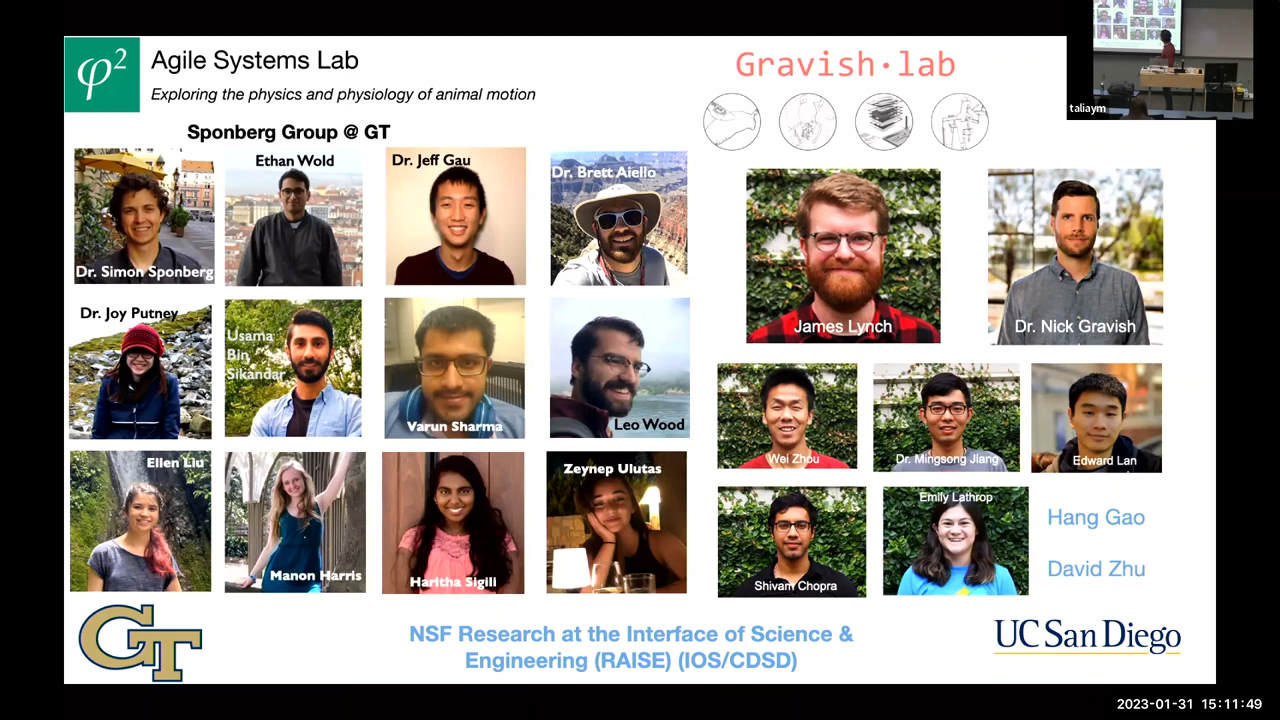 φ²
Agile Systems Lab
Exploring the physics and physiology of animal motion
Sponberg Group @ GT
Gravish·lab
taliaym
Dr. Simon Sponberg
Ethan Wold
Dr. Jeff Gau
Dr. Brett Aiello
Dr. Joy Putney
Usama
Bin
Sikandar
Varun Sharma
Leo Wood
Ellen Liu
Manon Harris
Haritha Sigili
Zeynep Ulutas
James Lynch
Dr. Nick Gravish
Wei Zhou
Dr. Mingsong Jiang
Edward Lan
Shivam Chopra
Emily Lathrop
Hang Gao
David Zhu
GT
NSF Research at the Interface of Science &
Engineering (RAISE) (IOS/CDSD)
UC San Diego
2023-01-31 15:11:49